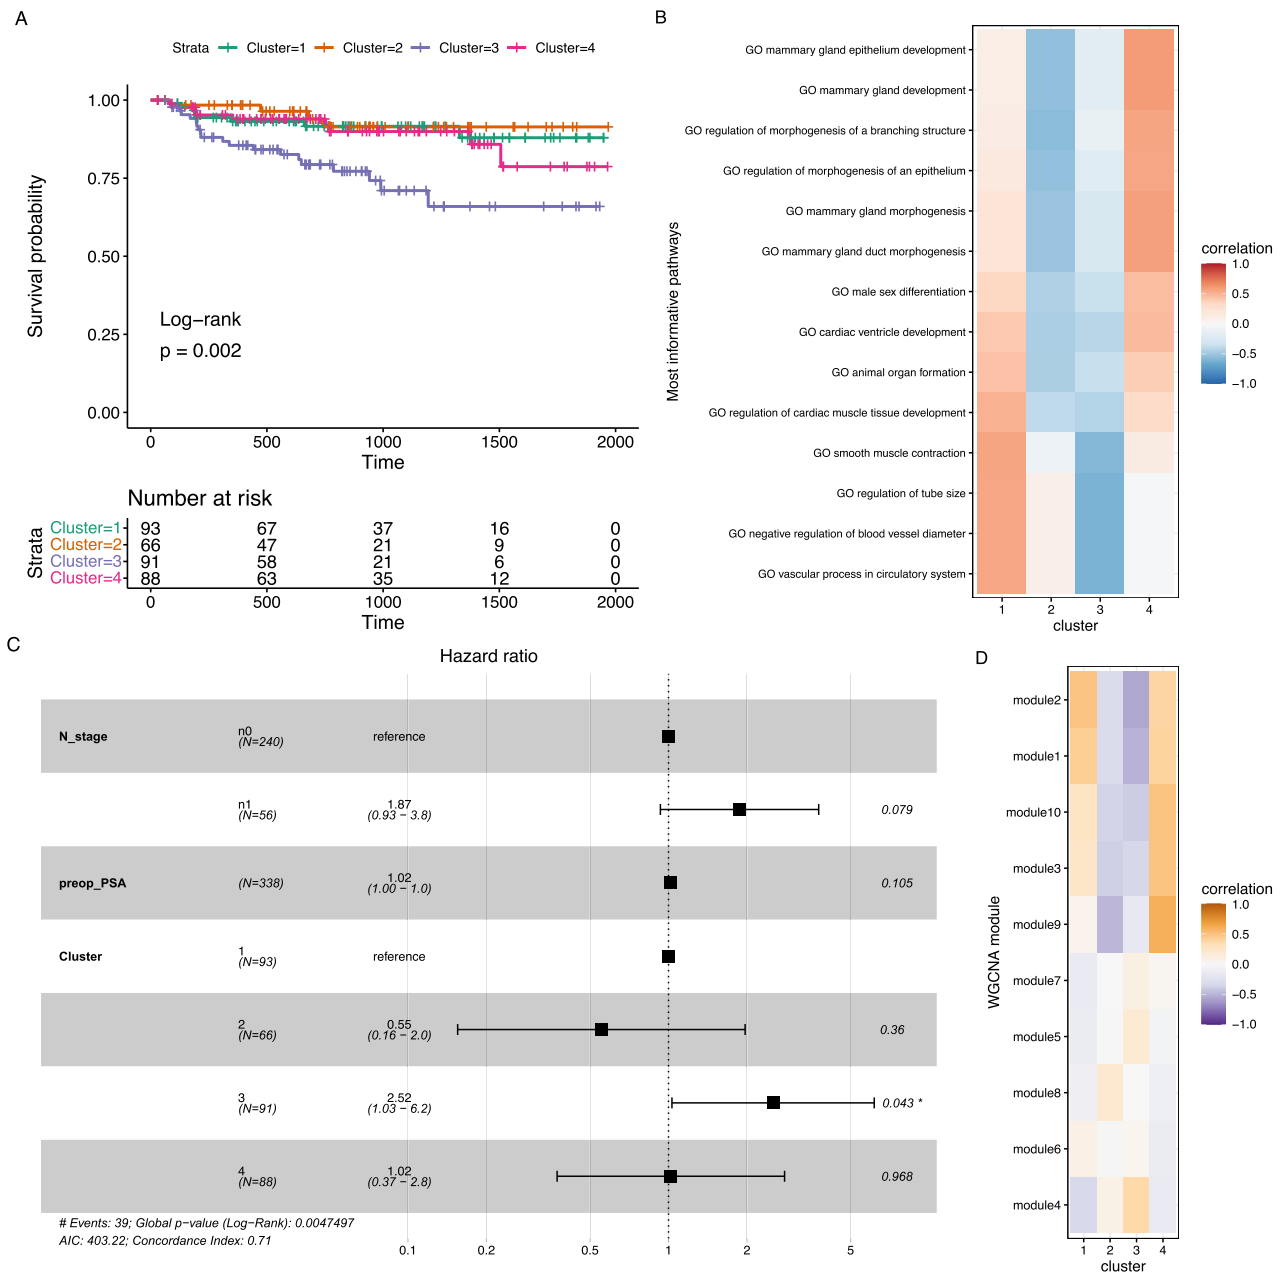 A
Strata Cluster=1 Cluster=2 Cluster=3 Cluster=4
Survival probability
1.00
0.75
0.50
0.25
0.00
Log−rank
p = 0.002
0 500 1000 1500 2000
Time
Number at risk
Strata
Cluster=1 93 67 37 16 0
Cluster=2 66 47 21 9 0
Cluster=3 91 58 21 6 0
Cluster=4 88 63 35 12 0
0 500 1000 1500 2000
Time
B
Most informative pathways
GO mammary gland epithelium development
GO mammary gland development
GO regulation of morphogenesis of a branching structure
GO regulation of morphogenesis of an epithelium
GO mammary gland morphogenesis
GO mammary gland duct morphogenesis
GO male sex differentiation
GO cardiac ventricle development
GO animal organ formation
GO regulation of cardiac muscle tissue development
GO smooth muscle contraction
GO regulation of tube size
GO negative regulation of blood vessel diameter
GO vascular process in circulatory system
1 2 3 4
cluster
correlation
1.0
0.5
0.0
−0.5
−1.0
C
Hazard ratio
N_stage n0 reference
(N=240)
n1 1.87
(N=56) (0.93 − 3.8) 0.079
preop_PSA (N=338) 1.02 0.105
(1.00 − 1.0)
Cluster 1 reference
(N=93)
2 0.55
(N=66) (0.16 − 2.0) 0.36
3 2.52
(N=91) (1.03 − 6.2) 0.043 *
4 1.02
(N=88) (0.37 − 2.8) 0.968
# Events: 39; Global p−value (Log−Rank): 0.0047497
AIC: 403.22; Concordance Index: 0.71
0.1 0.2 0.5 1 2 5
D
WGCNA module
module2
module1
module10
module3
module9
module7
module5
module8
module6
module4
1 2 3 4
cluster
correlation
1.0
0.5
0.0
−0.5
−1.0